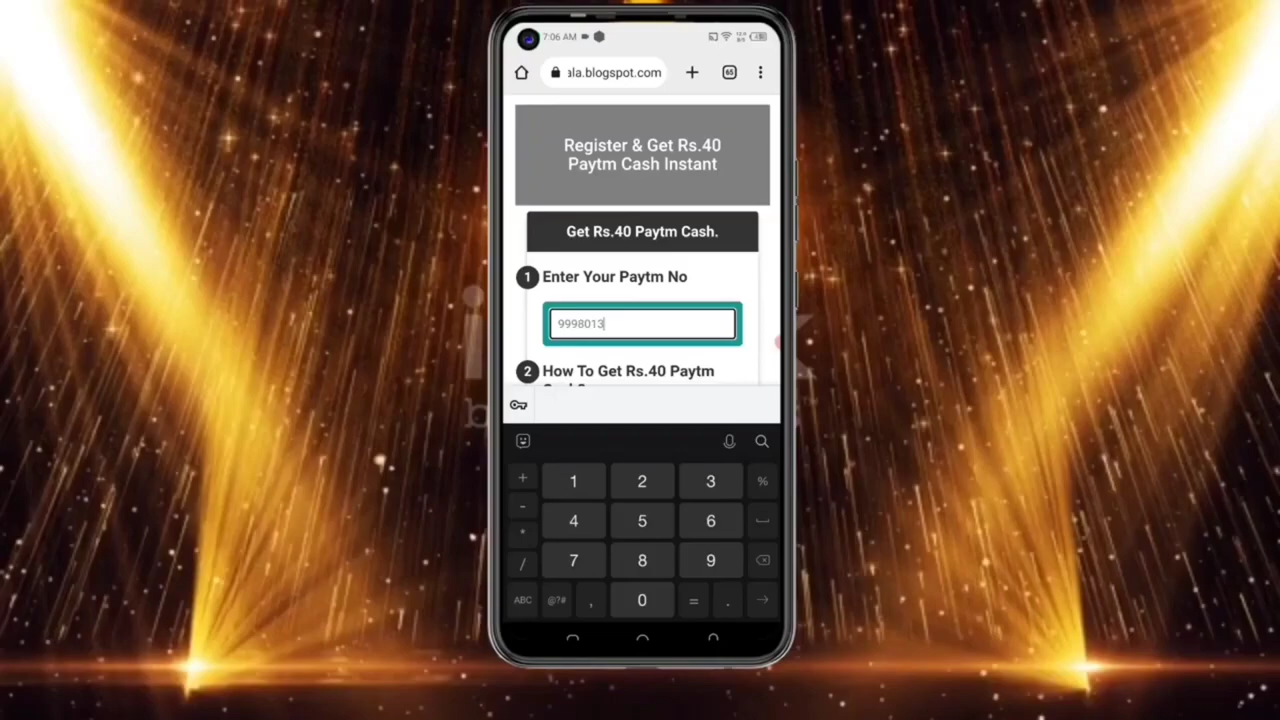 7:06 AM
ala.blogspot.com
65
Register & Get Rs.40
Paytm Cash Instant
Get Rs.40 Paytm Cash.
1 Enter Your Paytm No
9998013
2 How To Get Rs.40 Paytm
+ 1 2 3 %
- 4 5 6
*
/ 7 8 9
ABC @?# , 0 = .